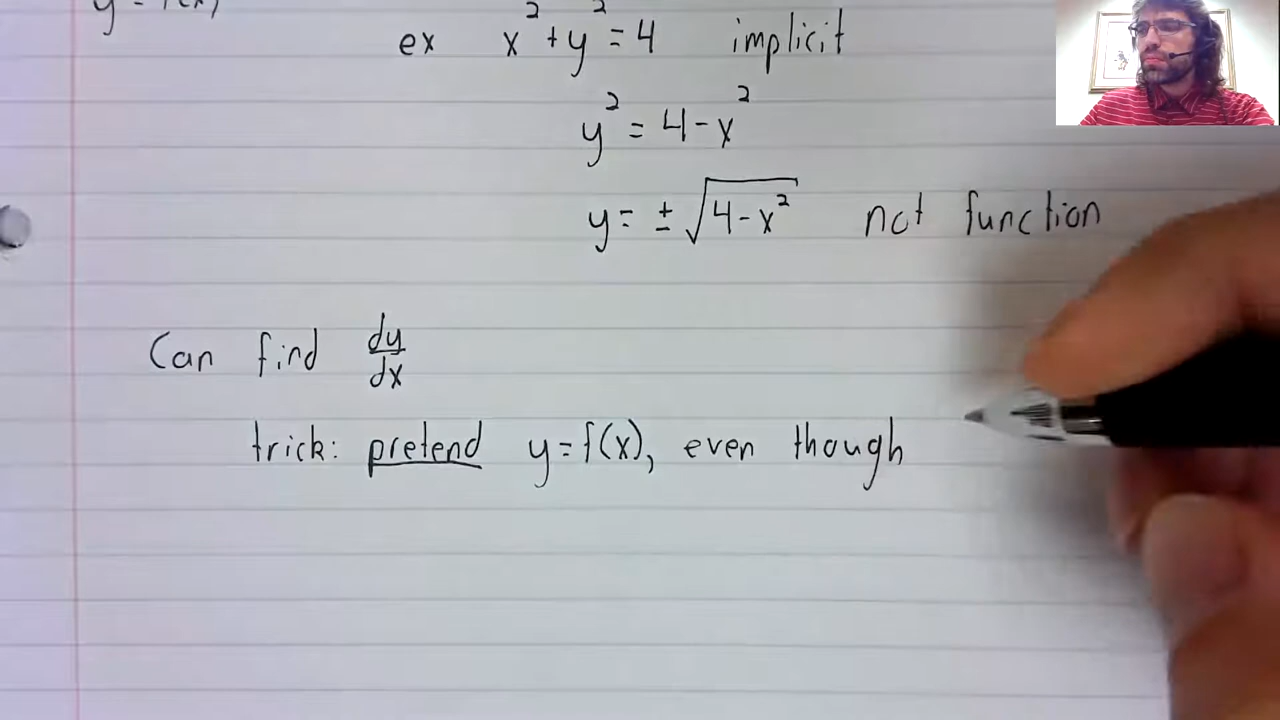 ex x² + y² = 4 implicit
y² = 4 - x²
y = ± √(4 - x²) not function
Can find dy/dx
trick: pretend y = f(x), even though